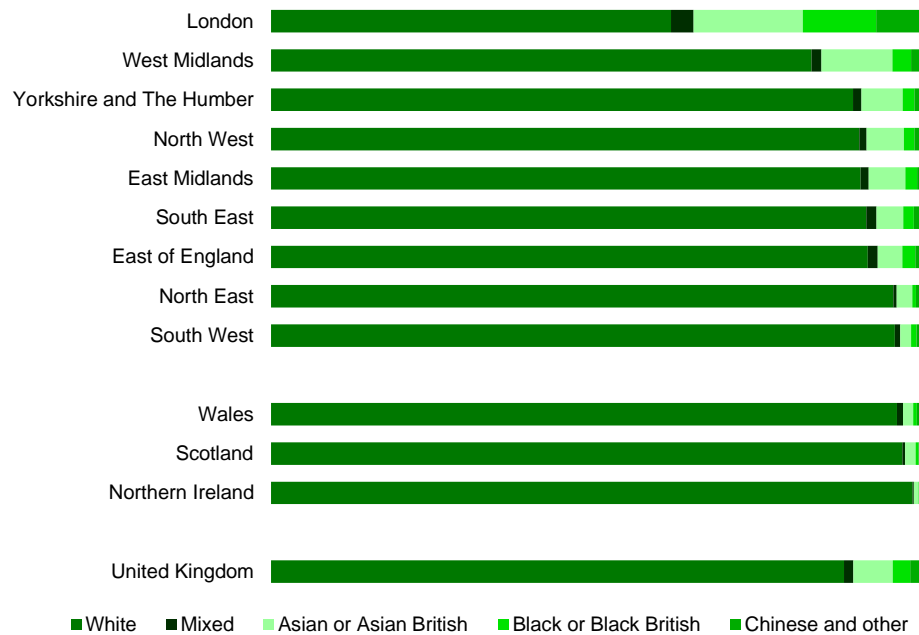 London
West Midlands
Yorkshire and The Humber
North West
East Midlands
South East
East of England
North East
South West
Wales
Scotland
Northern Ireland
United Kingdom
White Mixed Asian or Asian British Black or Black British Chinese and other